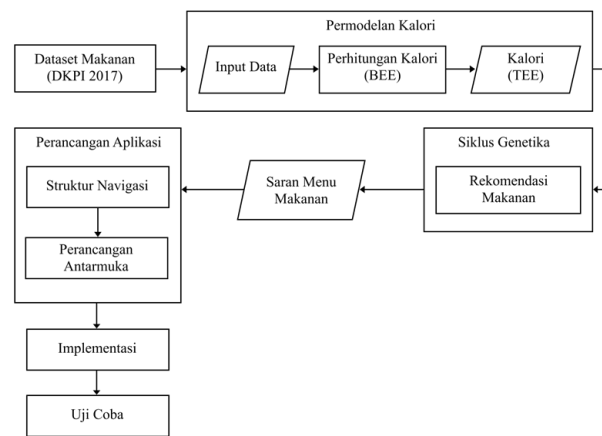 Permodelan Kalori
Dataset Makanan
(DKPI 2017)
Input Data
Perhitungan Kalori
(BEE)
Kalori
(TEE)
Siklus Genetika
Rekomendasi
Makanan
Saran Menu
Makanan
Perancangan Aplikasi
Struktur Navigasi
Perancangan
Antarmuka
Implementasi
Uji Coba